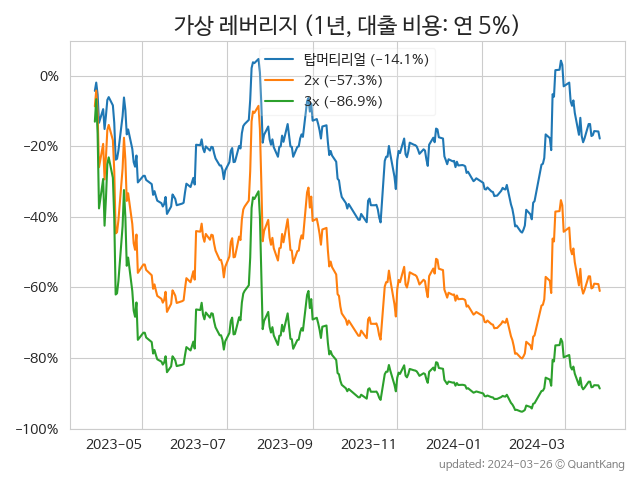 가상 레버리지 (1년, 대출 비용: 연 5%)
탑머티리얼 (−14.1%)
2x (−57.3%)
3x (−86.9%)
0%
−20%
−40%
−60%
−80%
−100%
2023-05 2023-07 2023-09 2023-11 2024-01 2024-03
updated: 2024-03-26 © QuantKang